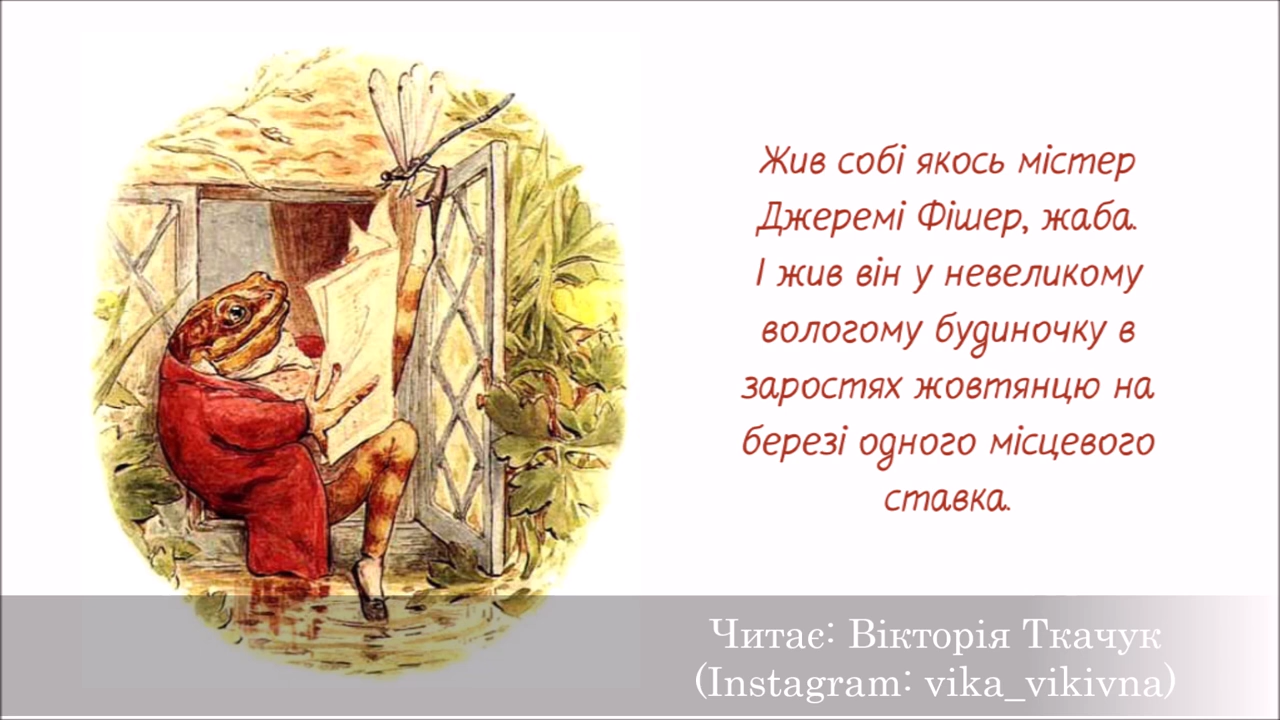 Жив собі якось містер
Джеремі Фішер, жаба.
І жив він у невеликому
вологому будиночку в
заростях жовтянцю на
березі одного місцевого
ставка.
Читає: Вікторія Ткачук
(Instagram: vika_vikivna)